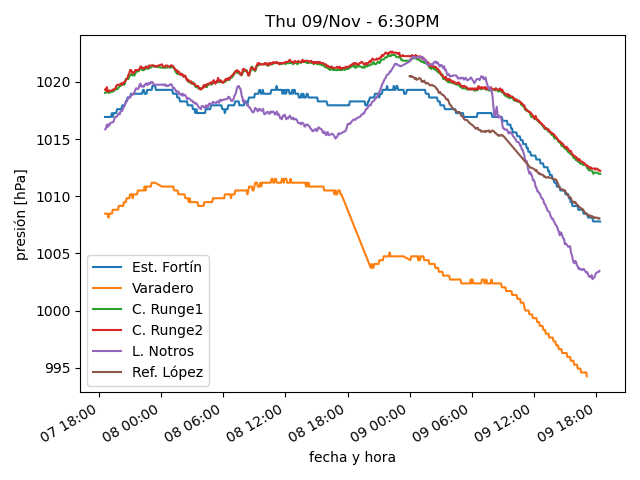 Thu 09/Nov - 6:30PM
presión [hPa]
1020
1015
1010
1005
1000
995
Est. Fortín
Varadero
C. Runge1
C. Runge2
L. Notros
Ref. López
07 18:00
08 00:00
08 06:00
08 12:00
08 18:00
09 00:00
09 06:00
09 12:00
09 18:00
fecha y hora